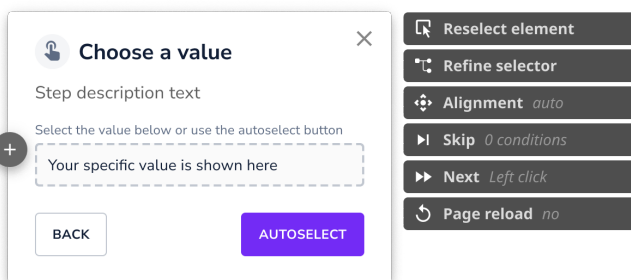 Choose a value
Step description text
Select the value below or use the autoselect button
Your specific value is shown here
BACK
AUTOSELECT
Reselect element
Refine selector
Alignment auto
Skip 0 conditions
Next Left click
Page reload no